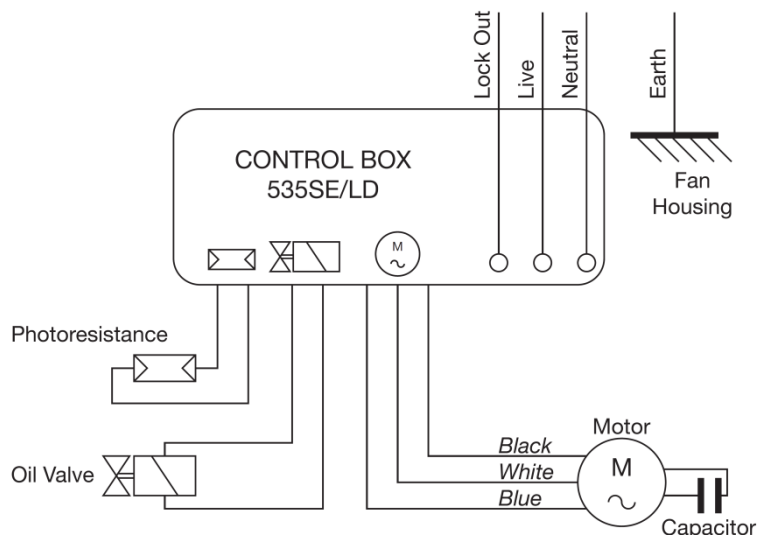 Lock Out
Live
Neutral
Earth
CONTROL BOX
535SE/LD
Fan
Housing
M
Photoresistance
Oil Valve
Black
White
Blue
Motor
M
Capacitor